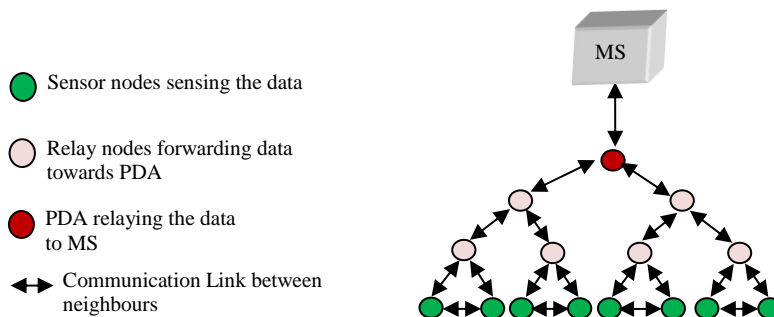 MS
Sensor nodes sensing the data
Relay nodes forwarding data
towards PDA
PDA relaying the data
to MS
Communication Link between
neighbours